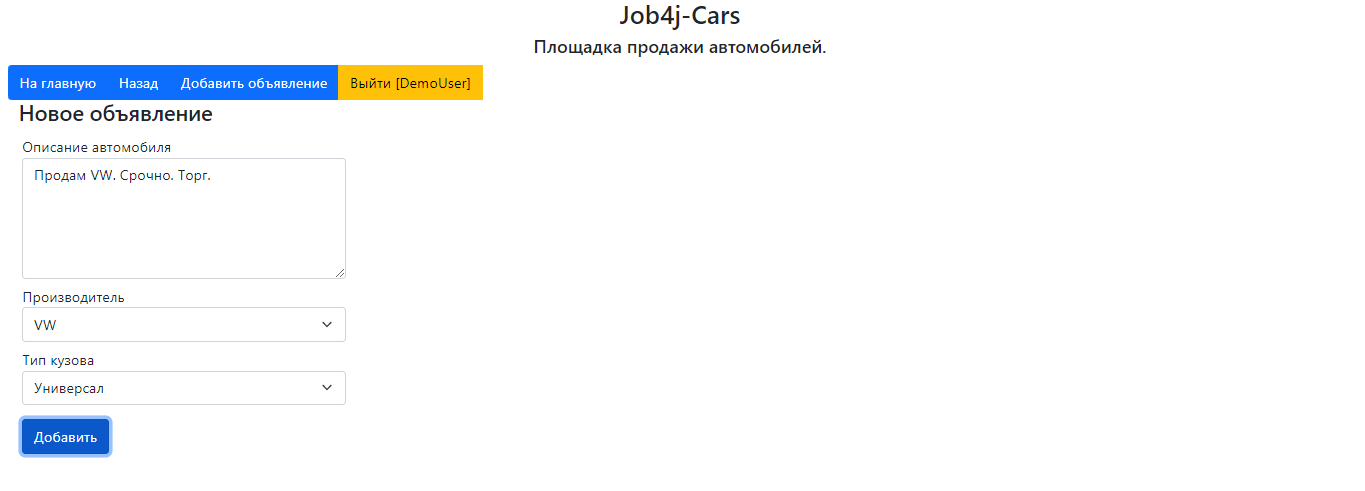 Job4j-Cars
Площадка продажи автомобилей.
На главную Назад Добавить объявление Выйти [DemoUser]
Новое объявление
Описание автомобиля
Продам VW. Срочно. Торг.
Производитель
VW
Тип кузова
Универсал
Добавить